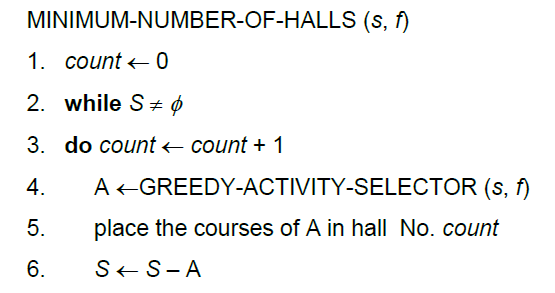 MINIMUM-NUMBER-OF-HALLS (s, f)
1. count ← 0
2. while S ≠ ϕ
3. do count ← count + 1
4. A ←GREEDY-ACTIVITY-SELECTOR (s, f)
5. place the courses of A in hall No. count
6. S ← S – A